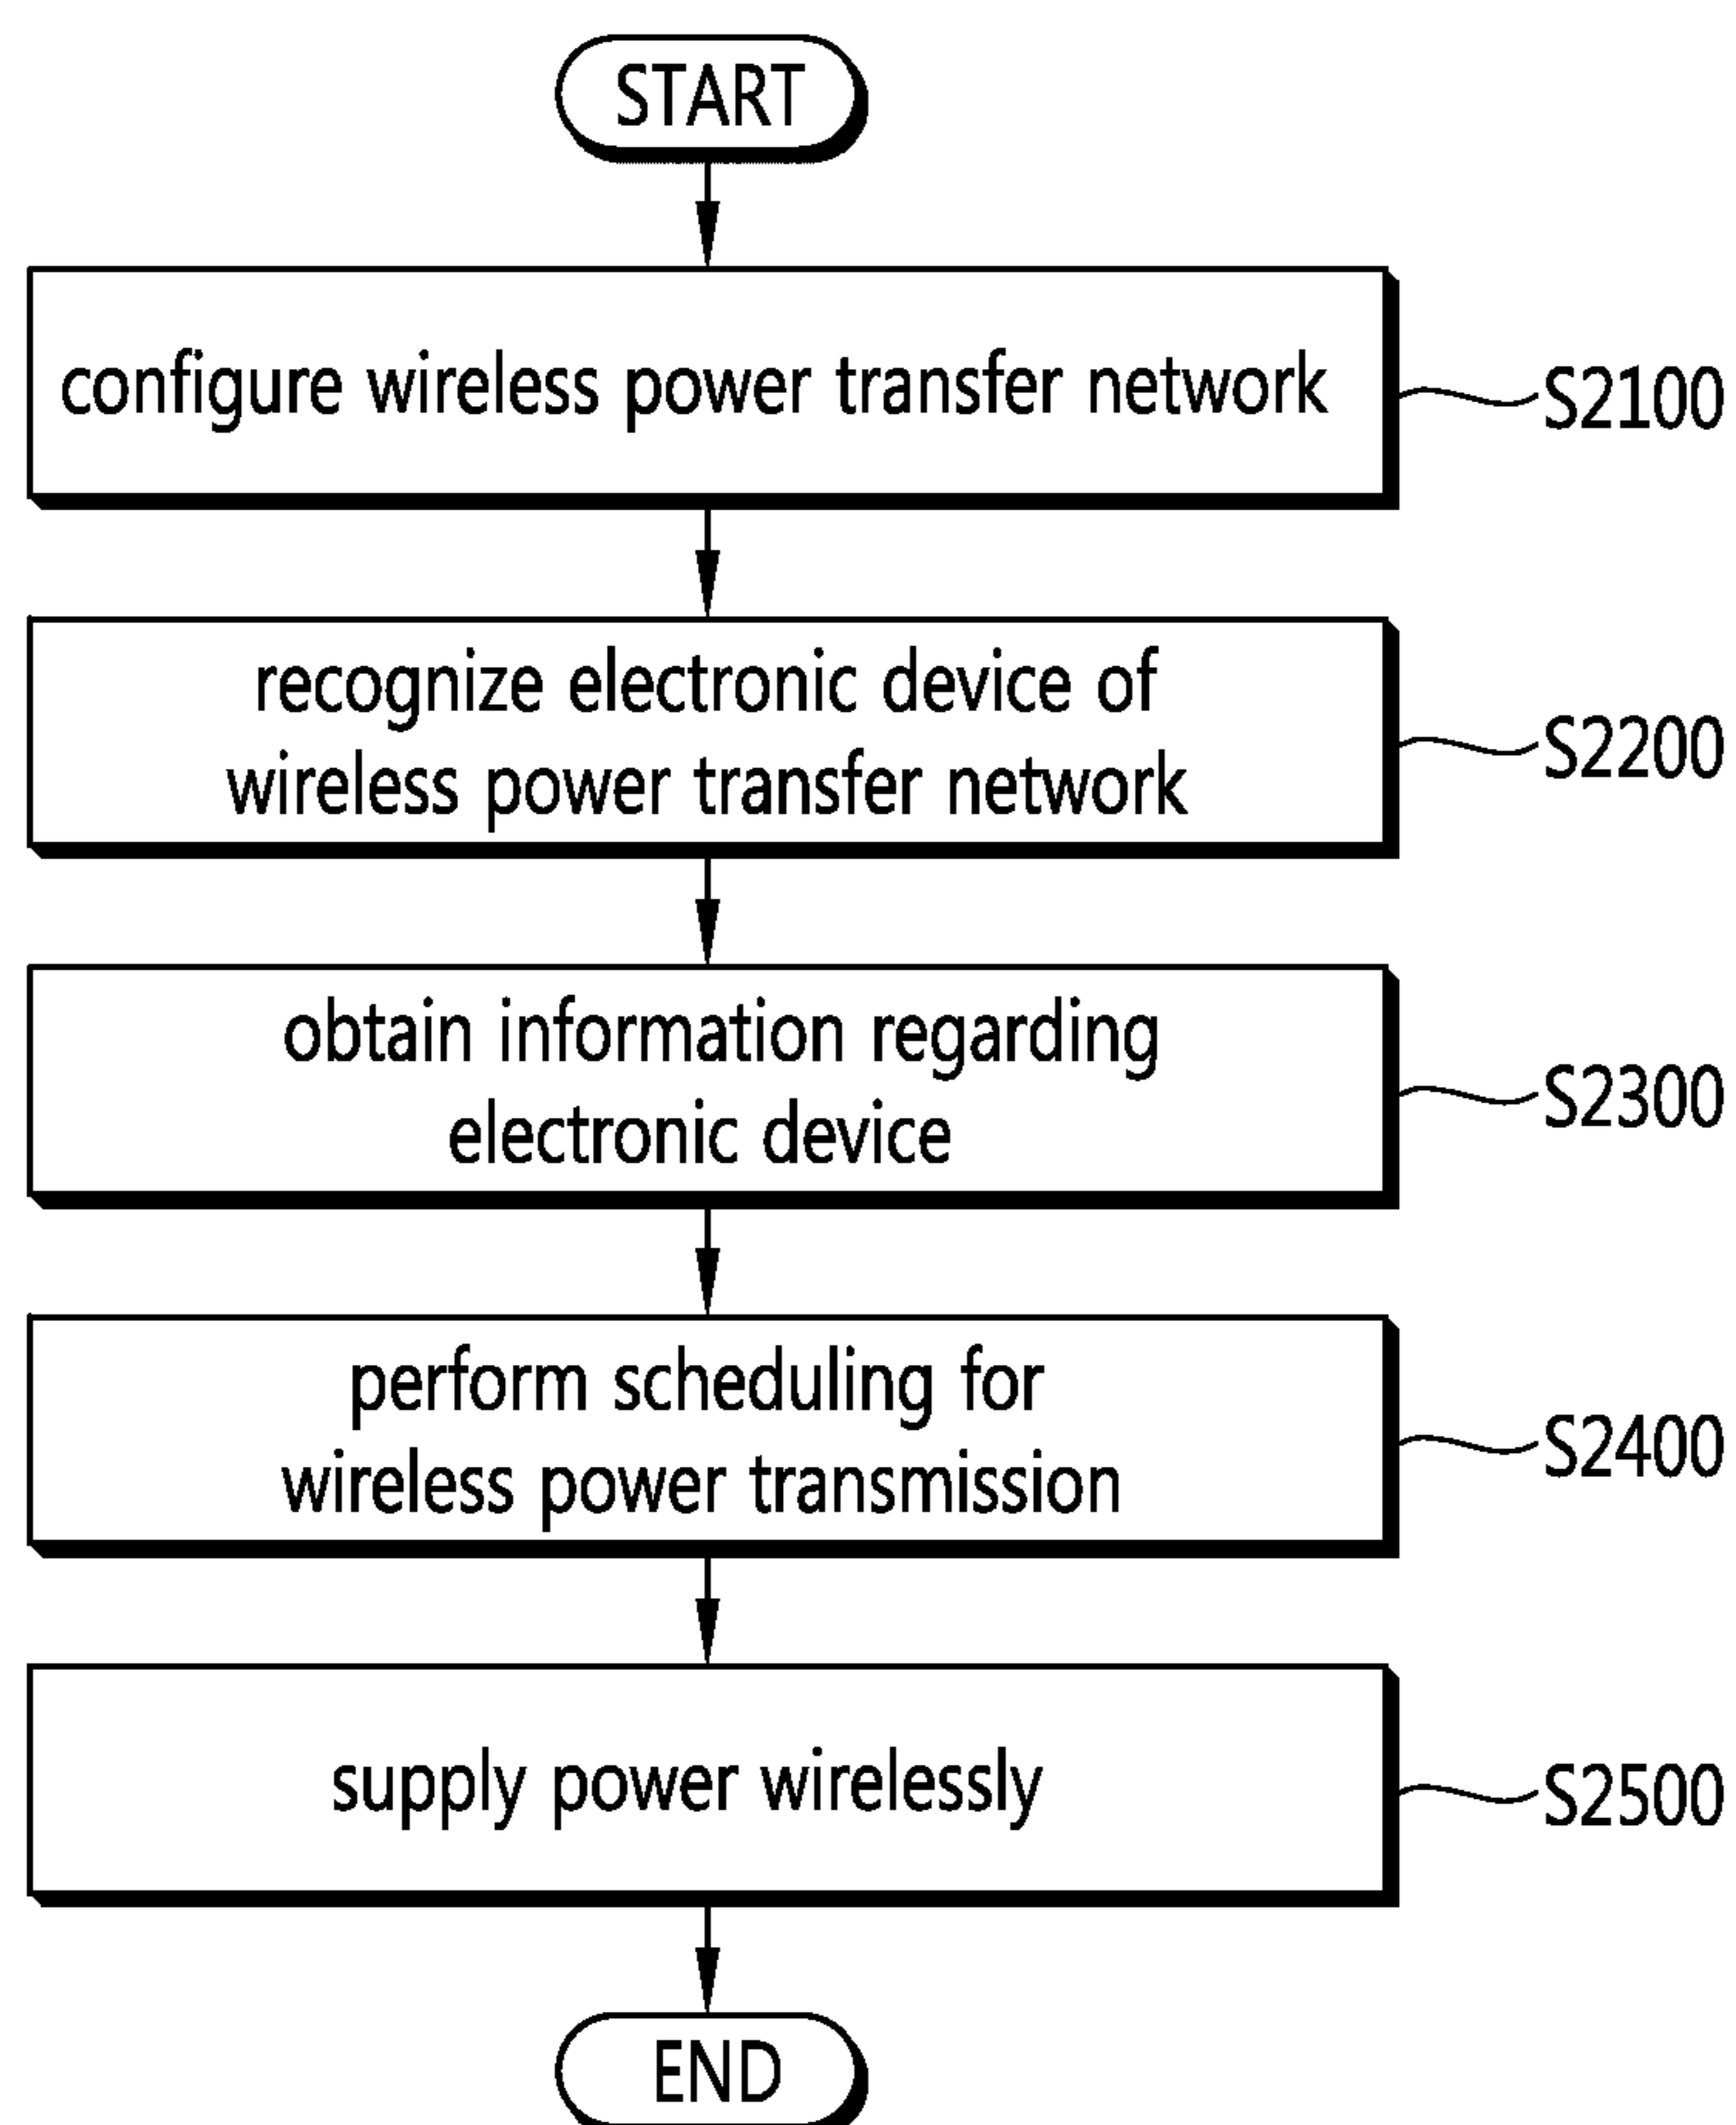 START
configure wireless power transfer network
S2100
recognize electronic device of
wireless power transfer network
S2200
obtain information regarding
electronic device
S2300
perform scheduling for
wireless power transmission
S2400
supply power wirelessly
S2500
END